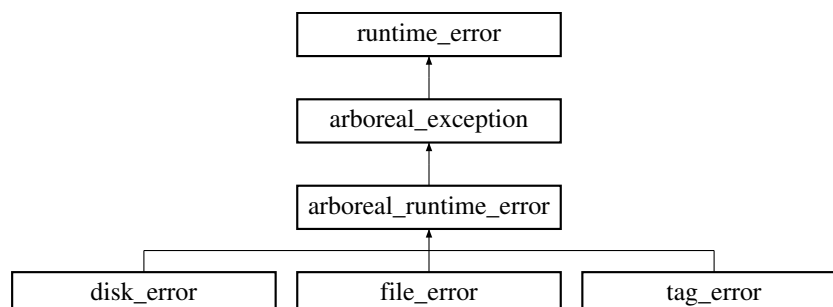 runtime_error
arboreal_exception
arboreal_runtime_error
disk_error
file_error
tag_error